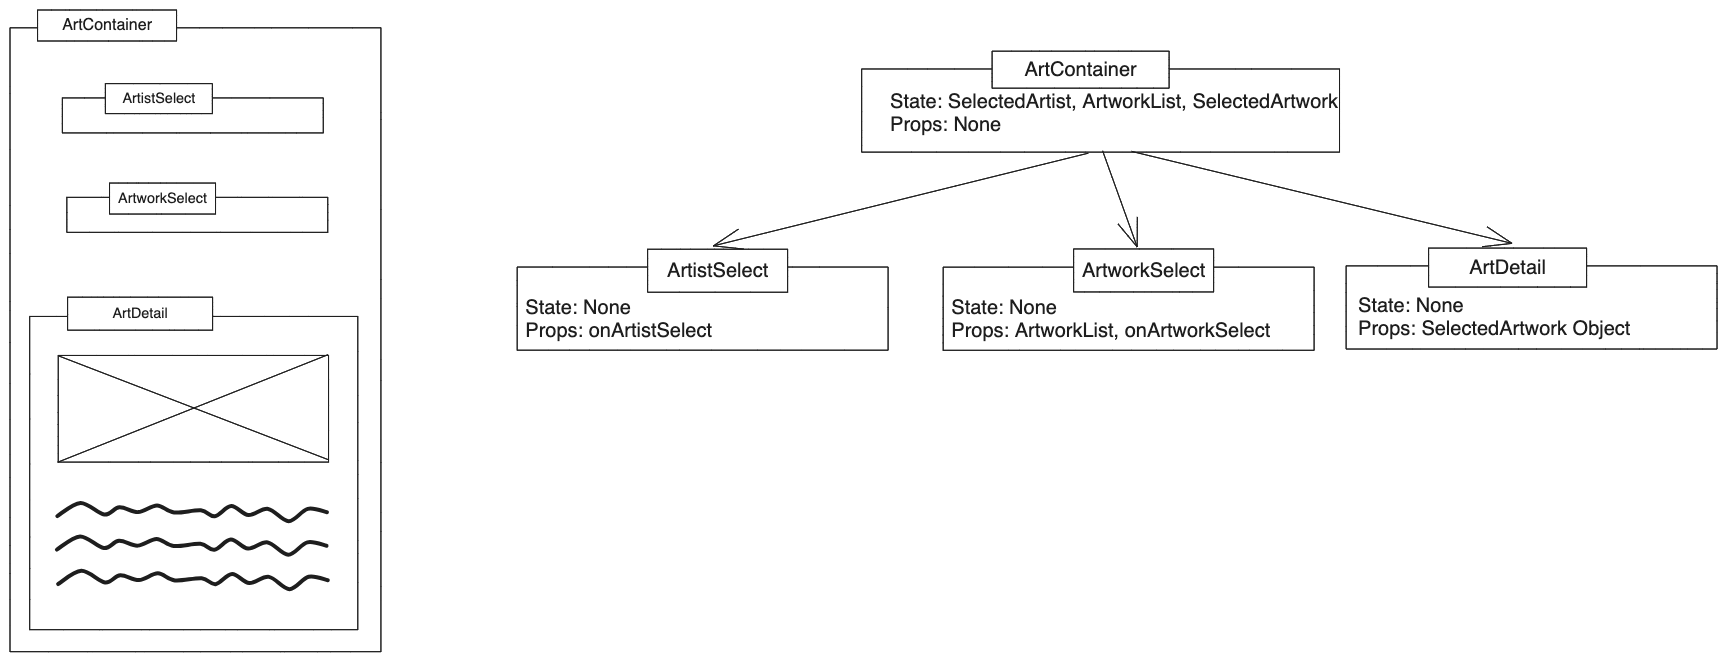 ArtContainer
ArtistSelect
ArtworkSelect
ArtDetail
ArtContainer
State: SelectedArtist, ArtworkList, SelectedArtwork
Props: None
ArtistSelect
State: None
Props: onArtistSelect
ArtworkSelect
State: None
Props: ArtworkList, onArtworkSelect
ArtDetail
State: None
Props: SelectedArtwork Object